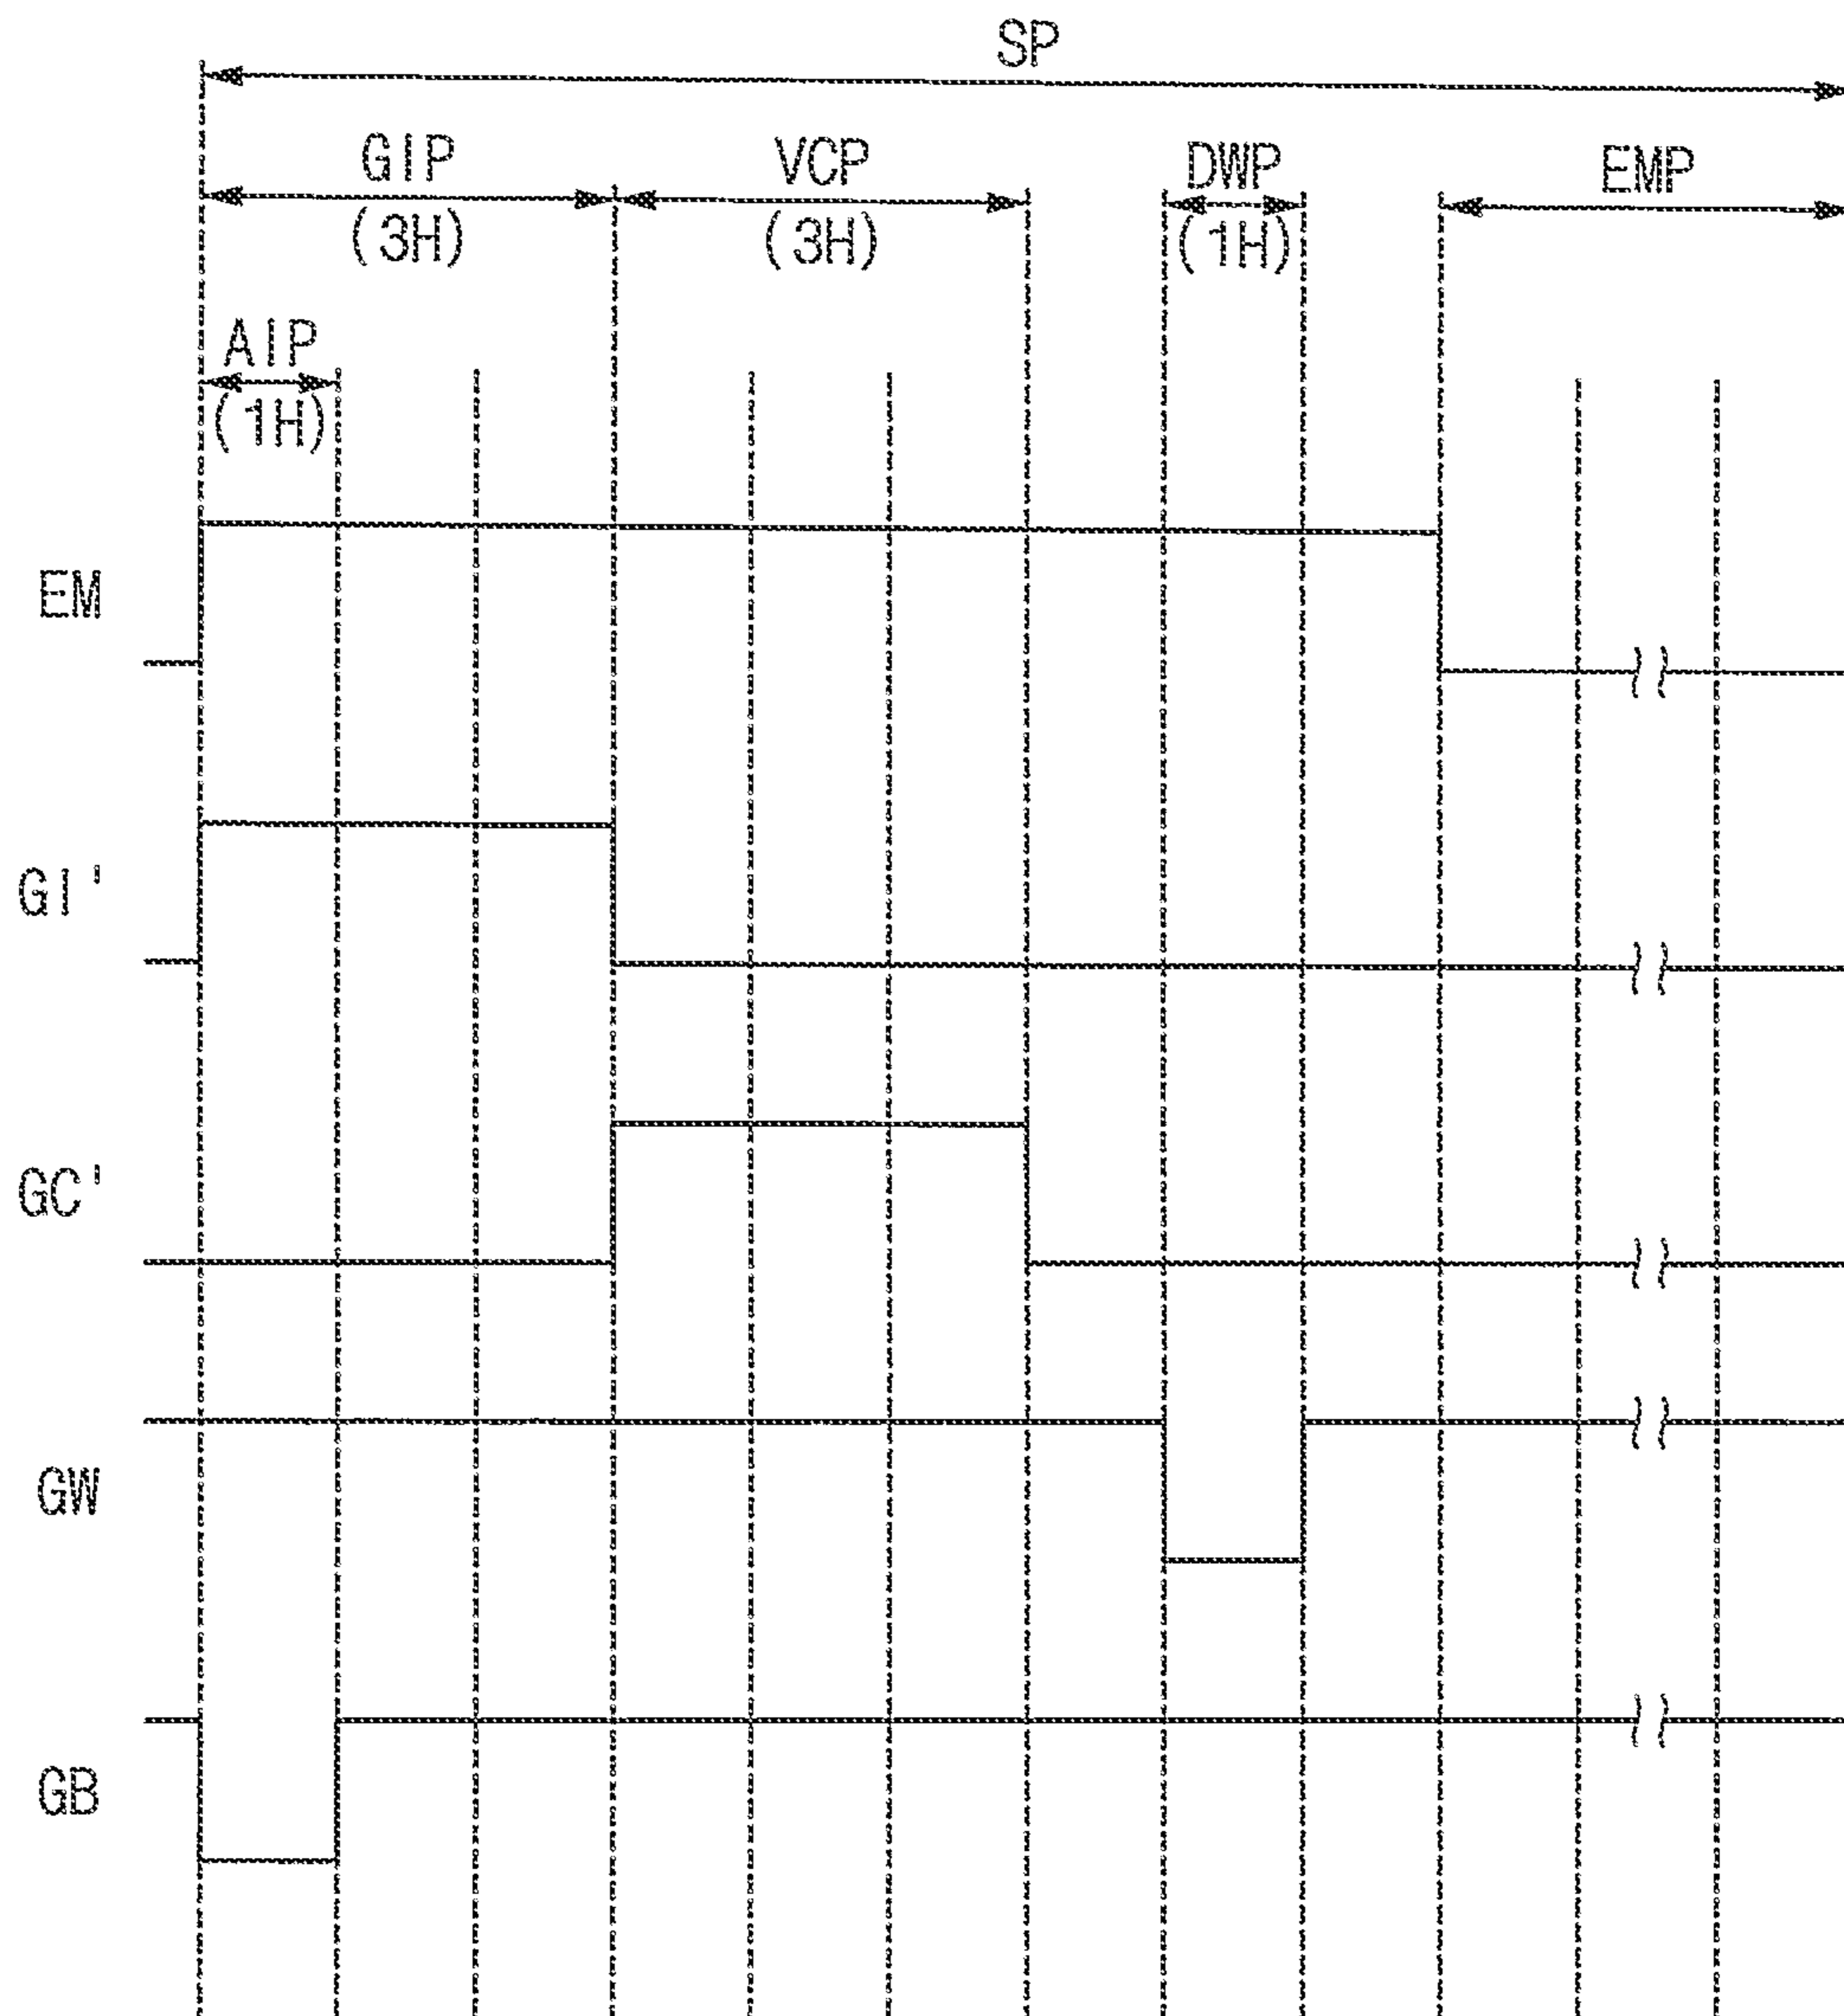 SP
GIP
(3H)
VCP
(3H)
DWP
(1H)
EMP
AIP
(1H)
EM
GI'
GC'
GW
GB